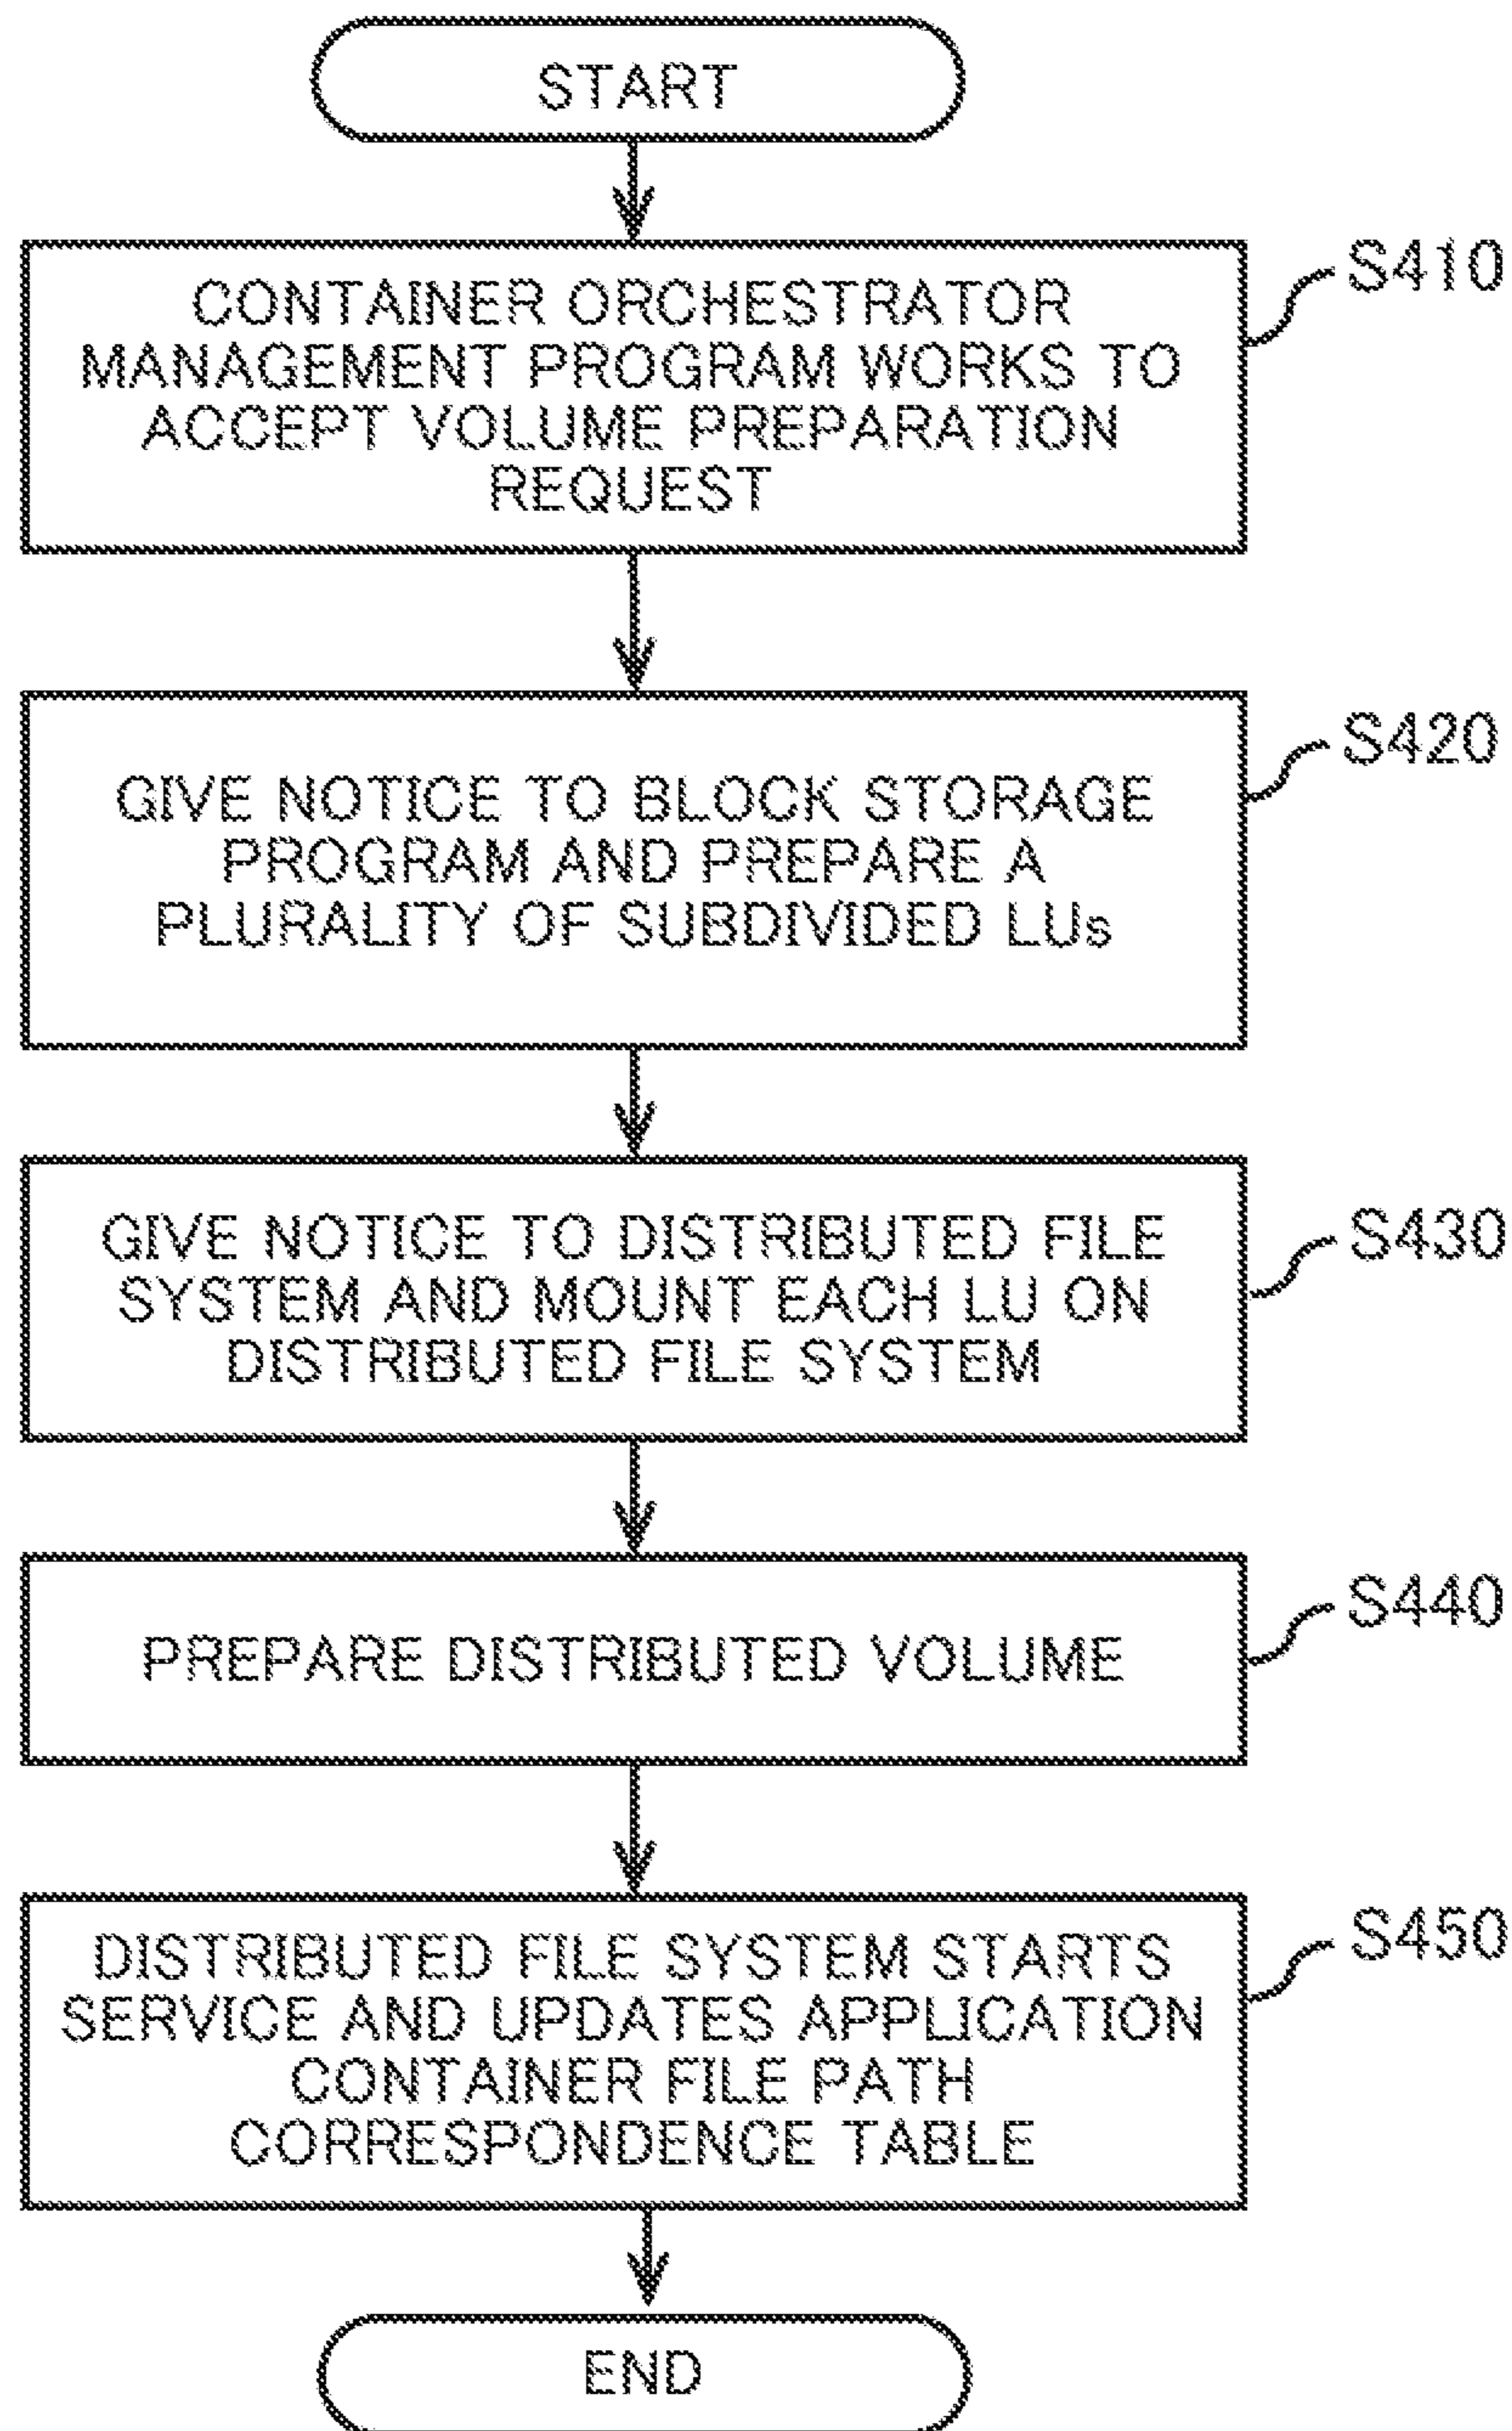 START
S410
CONTAINER ORCHESTRATOR
MANAGEMENT PROGRAM WORKS TO
ACCEPT VOLUME PREPARATION
REQUEST
S420
GIVE NOTICE TO BLOCK STORAGE
PROGRAM AND PREPARE A
PLURALITY OF SUBDIVIDED LUs
S430
GIVE NOTICE TO DISTRIBUTED FILE
SYSTEM AND MOUNT EACH LU ON
DISTRIBUTED FILE SYSTEM
S440
PREPARE DISTRIBUTED VOLUME
S450
DISTRIBUTED FILE SYSTEM STARTS
SERVICE AND UPDATES APPLICATION
CONTAINER FILE PATH
CORRESPONDENCE TABLE
END